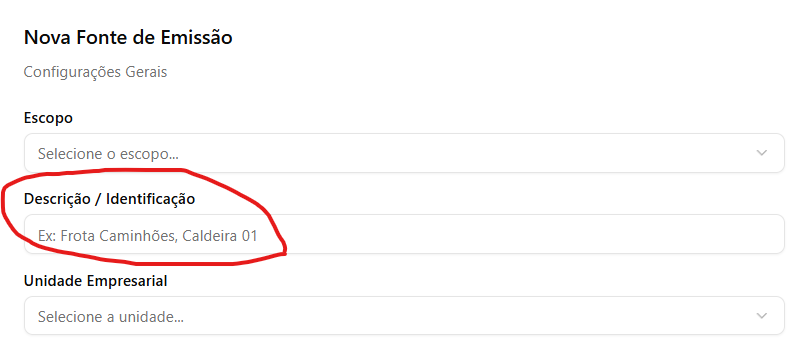 Nova Fonte de Emissão
Configurações Gerais
Escopo
Selecione o escopo...
Descrição / Identificação
Ex: Frota Caminhões, Caldeira 01
Unidade Empresarial
Selecione a unidade...